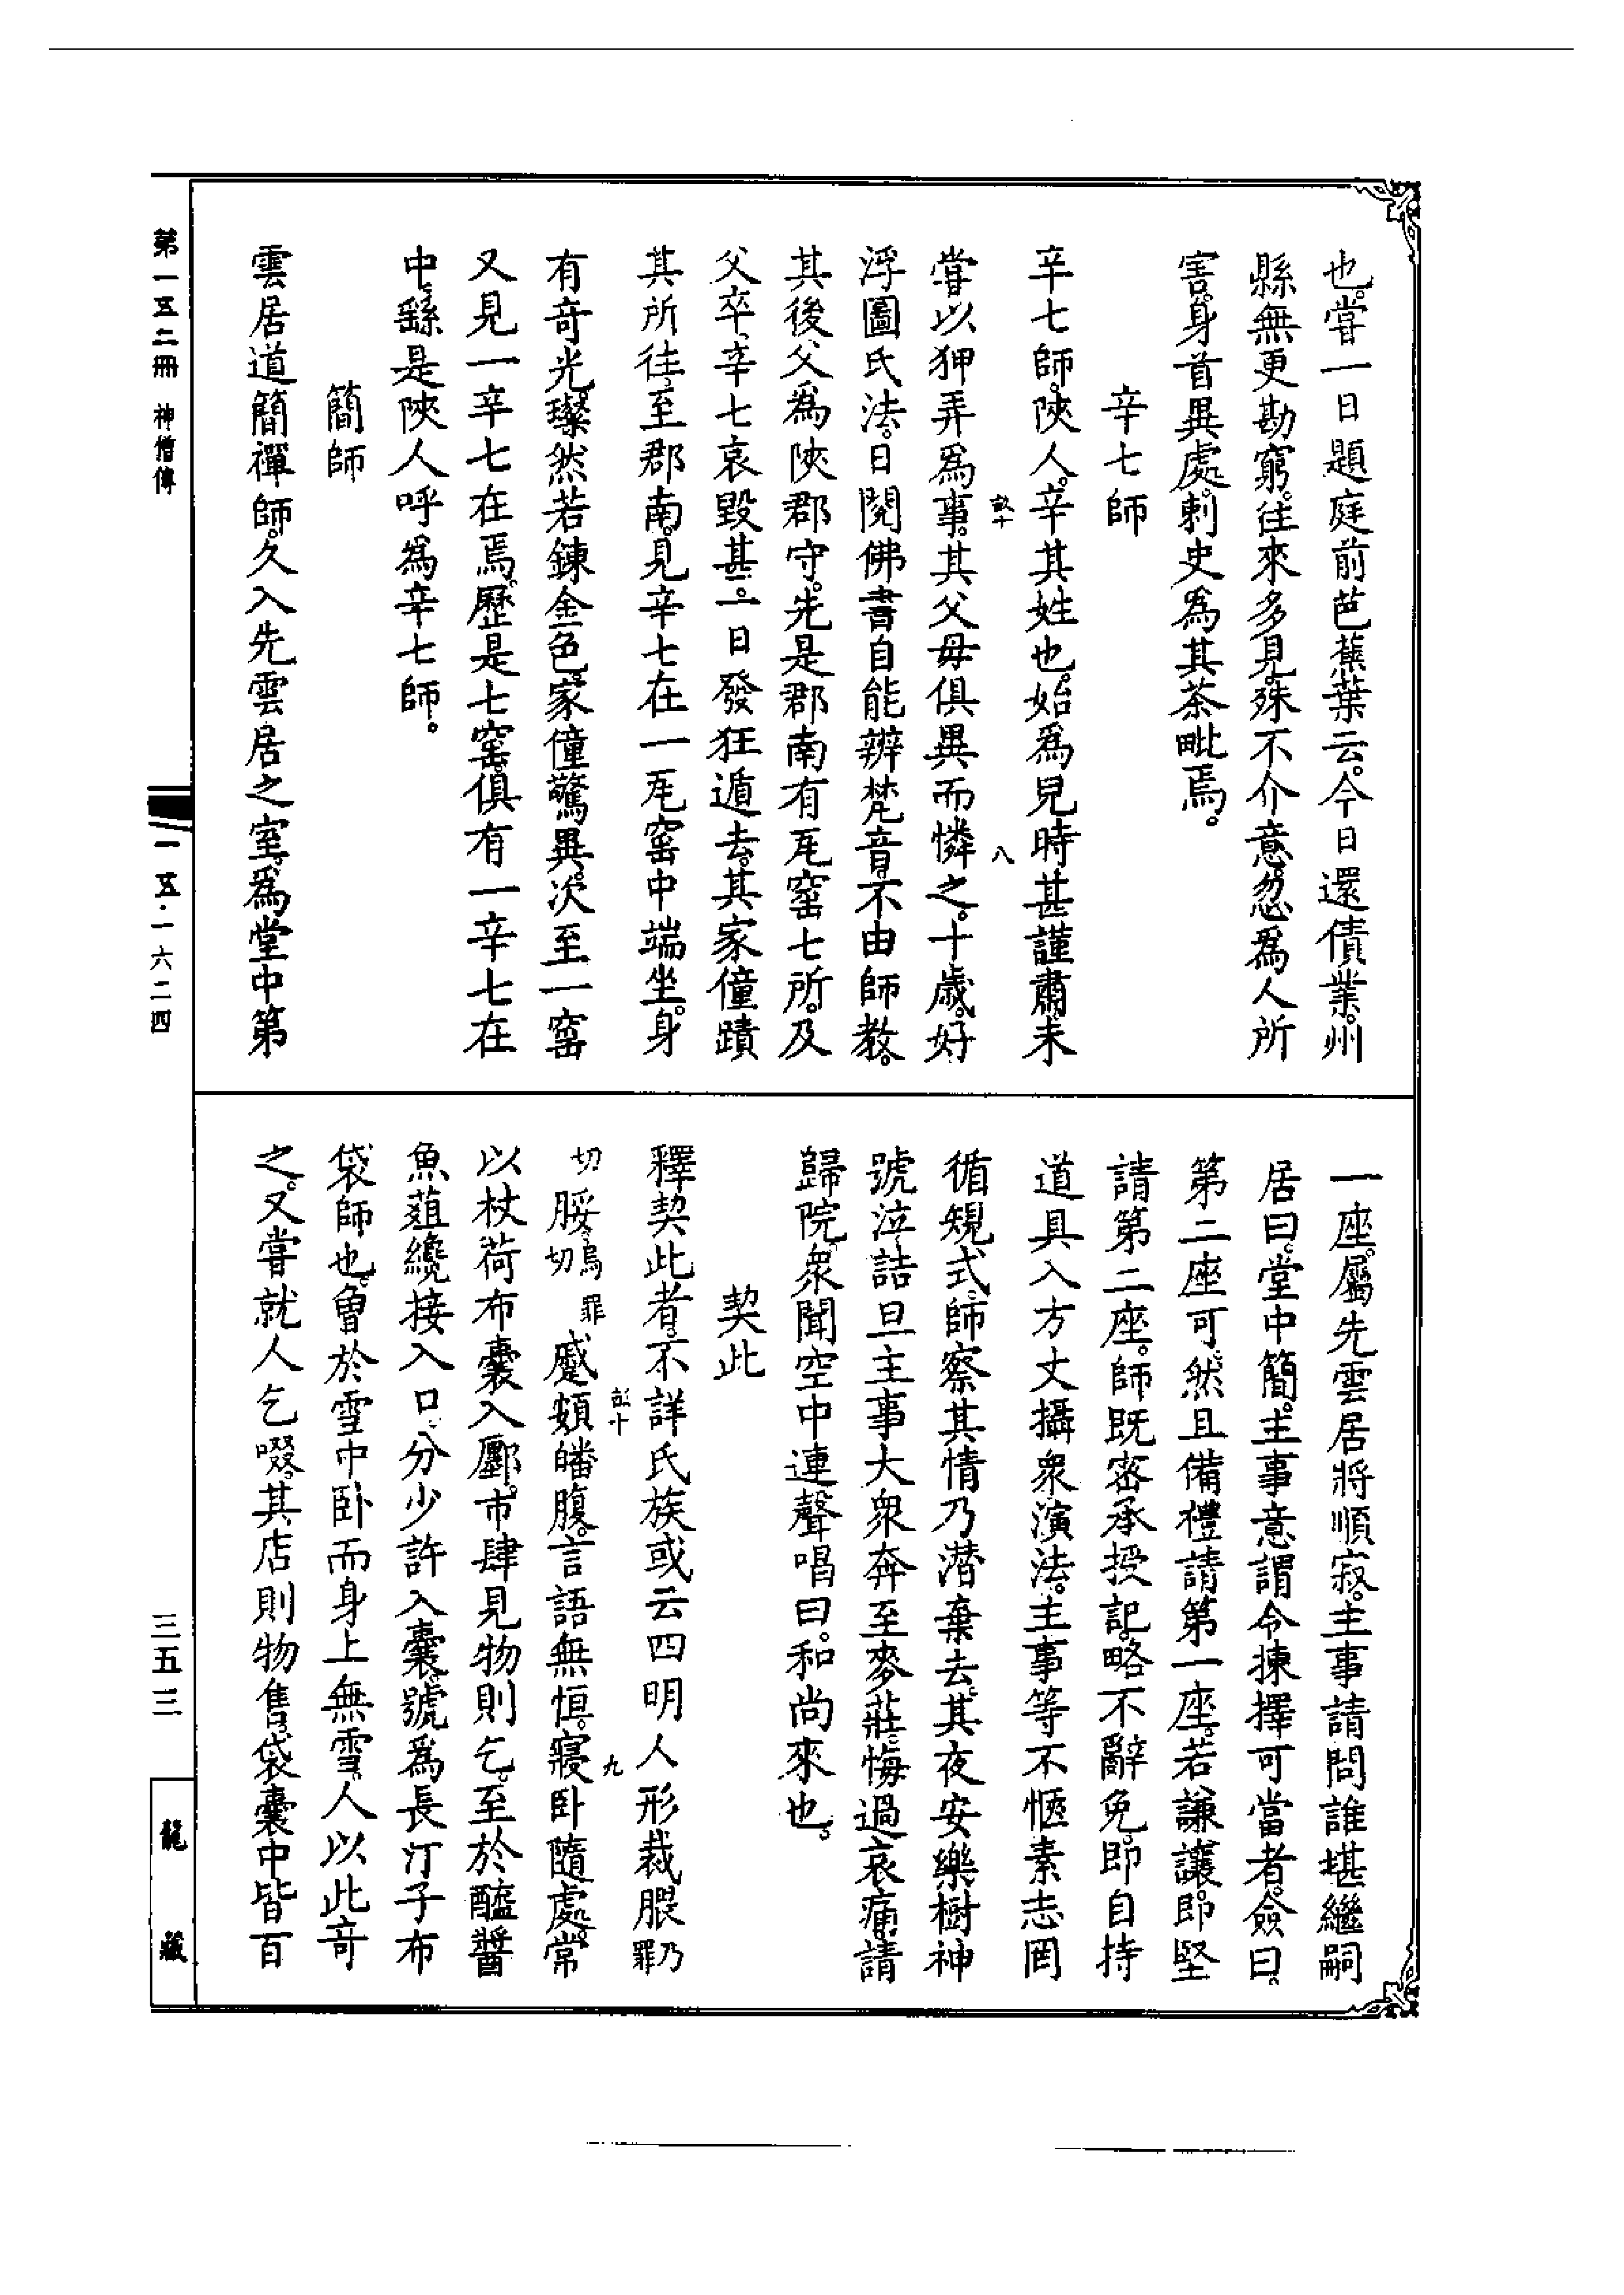 也。嘗一日題庭前芭蕉葉云。今日還債業。州
縣無更勘窮。往來多見。殊不介意。忽為人所
害。身首異處。刺史為其茶毗焉。
辛七師
辛七師。陝人。辛其姓也。始為兒時甚謹肅。未
嘗以狎弄為事。其父母俱異而憐之。十歲。好
浮圖氏法。日閱佛書自能辨梵音。不由師教。
其後父為陝郡守。先是郡南有瓦窰七所。及
父卒。辛七哀毀甚。一日發狂遁去。其家僮蹟
其所往。至郡南。見辛七在一瓦窰中端坐。身
有奇光。璨然若鍊金色。家僮驚異。次至一窰
又見一辛七在焉。歷是七窰。俱有一辛七在
中。繇是陝人呼為辛七師。
簡師
雲居道簡禪師。久入先雲居之室。為堂中第
一座。屬先雲居將順寂。主事請問誰堪繼嗣
居曰。堂中簡。主事意謂令揀擇可當者。僉曰。
第二座可。然且備禮請第一座。若謙讓。即堅
請第二座。師既密承授記。略不辭免。即自持
道具入方丈攝眾演法。主事等不愜素志罔
循規式。師察其情乃潛棄去。其夜安樂樹神
號泣。詰旦主事大眾奔至麥莊。悔過哀痛。請
歸院。眾聞空中連聲唱曰。和尚來也。
契此
釋契此者。不詳氏族或云四明人形裁腲乃罪
切腇烏罪切蹙頞皤腹。言語無恒。寢臥隨處。常
以杖荷布囊入鄽。市肆見物則乞。至於醯醬
魚葅纔接入口。分少許入囊。號為長汀子布
袋師也。曾於雪中臥而身上無雪。人以此奇
之。又嘗就人乞啜。其店則物售。袋囊中皆百
第一五二冊 神僧傳
一五·一六二四
三五三
龍藏
八
九